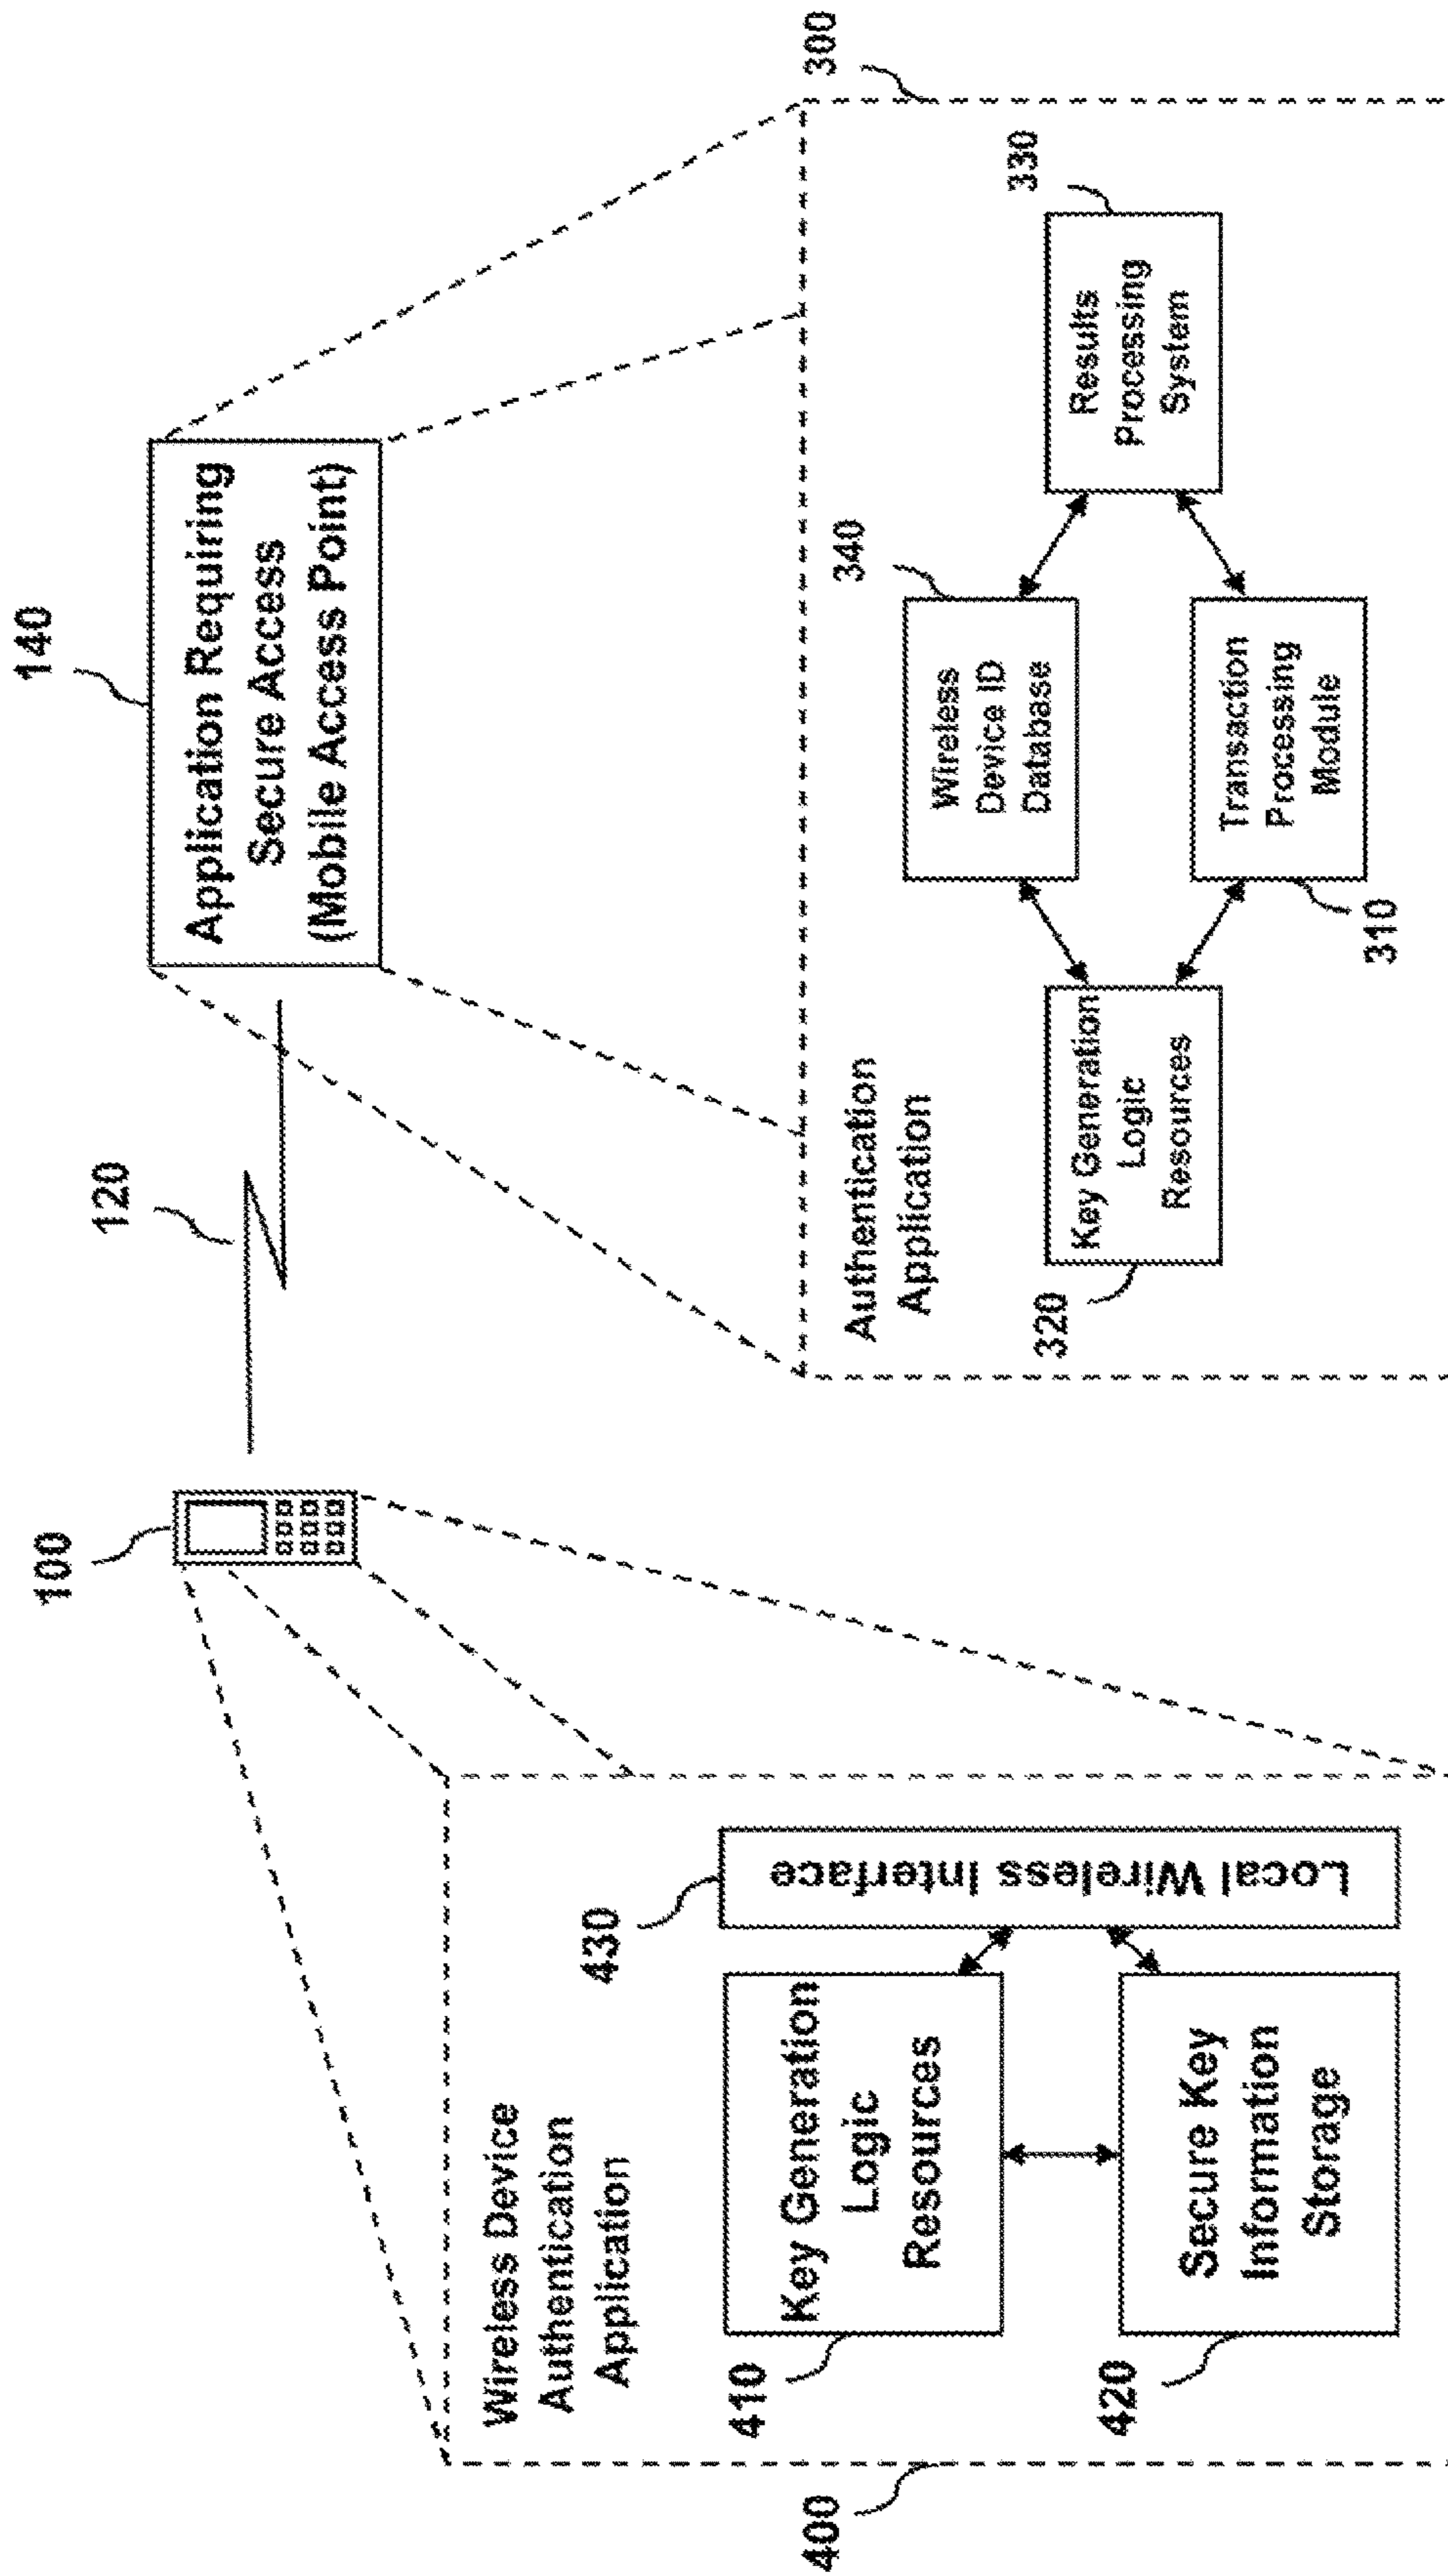 140
Application Requiring
Secure Access
(Mobile Access Point)
120
100
Wireless Device
Authentication
Application
430
Local Wireless Interface
410
Key Generation
Logic
Resources
420
Secure Key
Information
Storage
400
Authentication
Application
320
Key Generation
Logic
Resources
340
Wireless
Device ID
Database
310
Transaction
Processing
Module
330
Results
Processing
System
300